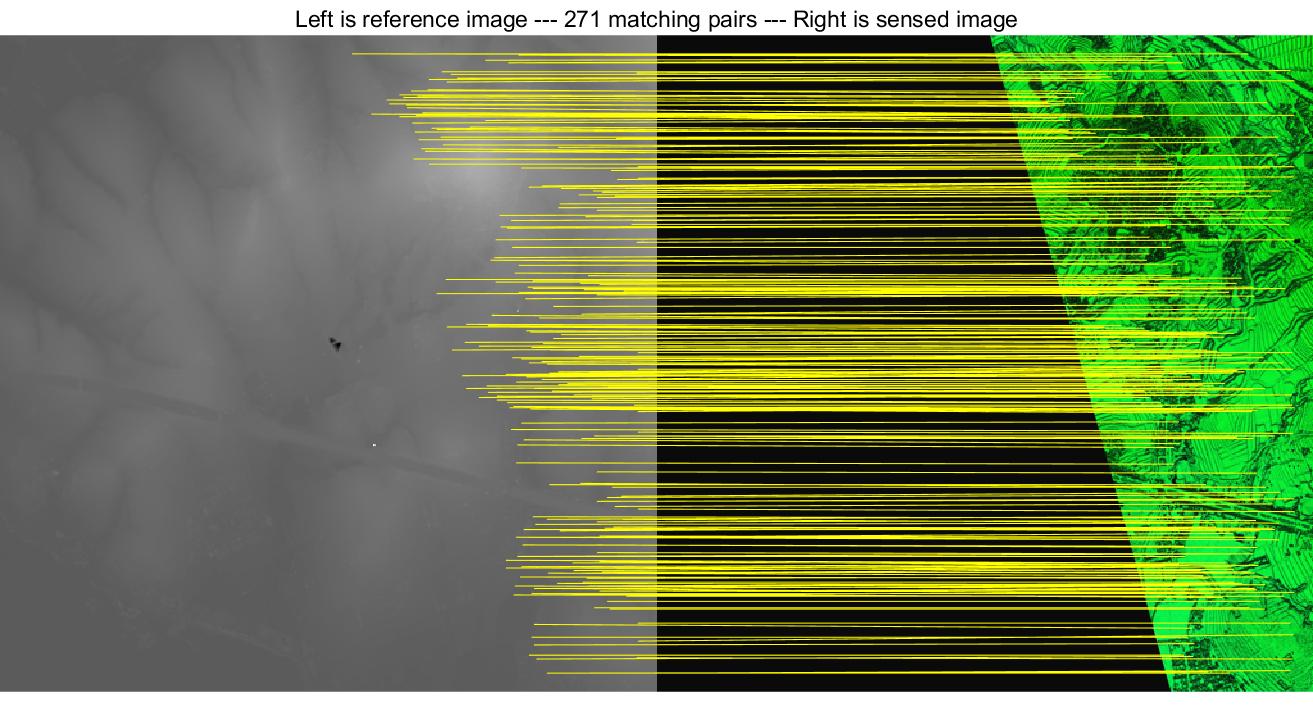 Left is reference image --- 271 matching pairs --- Right is sensed image